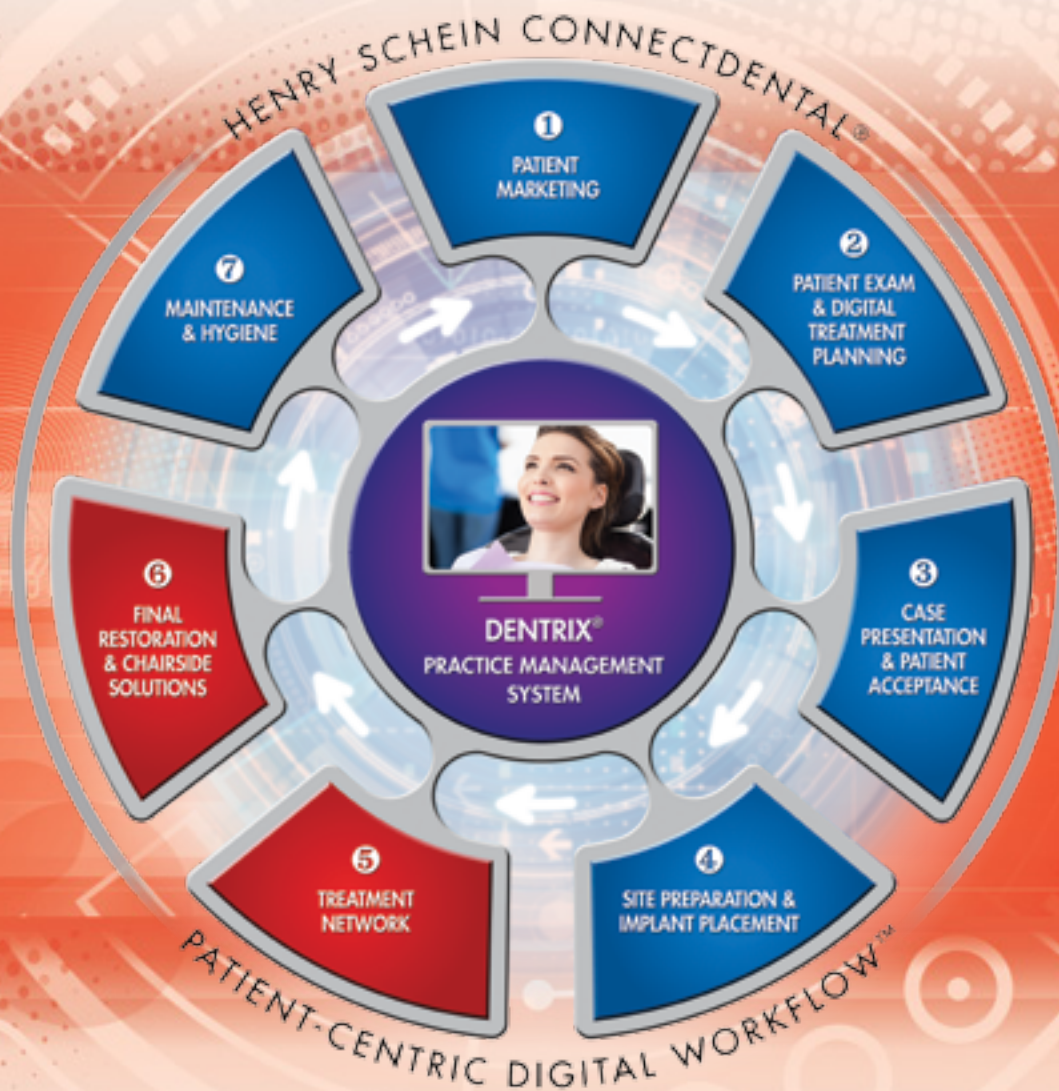 HENRY SCHEIN CONNECTDENTAL®
1
PATIENT
MARKETING
2
PATIENT EXAM
& DIGITAL
TREATMENT
PLANNING
3
CASE
PRESENTATION
& PATIENT
ACCEPTANCE
4
SITE PREPARATION &
IMPLANT PLACEMENT
5
TREATMENT
NETWORK
6
FINAL
RESTORATION
& CHAIRSIDE
SOLUTIONS
7
MAINTENANCE
& HYGIENE
DENTRIX®
PRACTICE MANAGEMENT
SYSTEM
PATIENT-CENTRIC DIGITAL WORKFLOW™